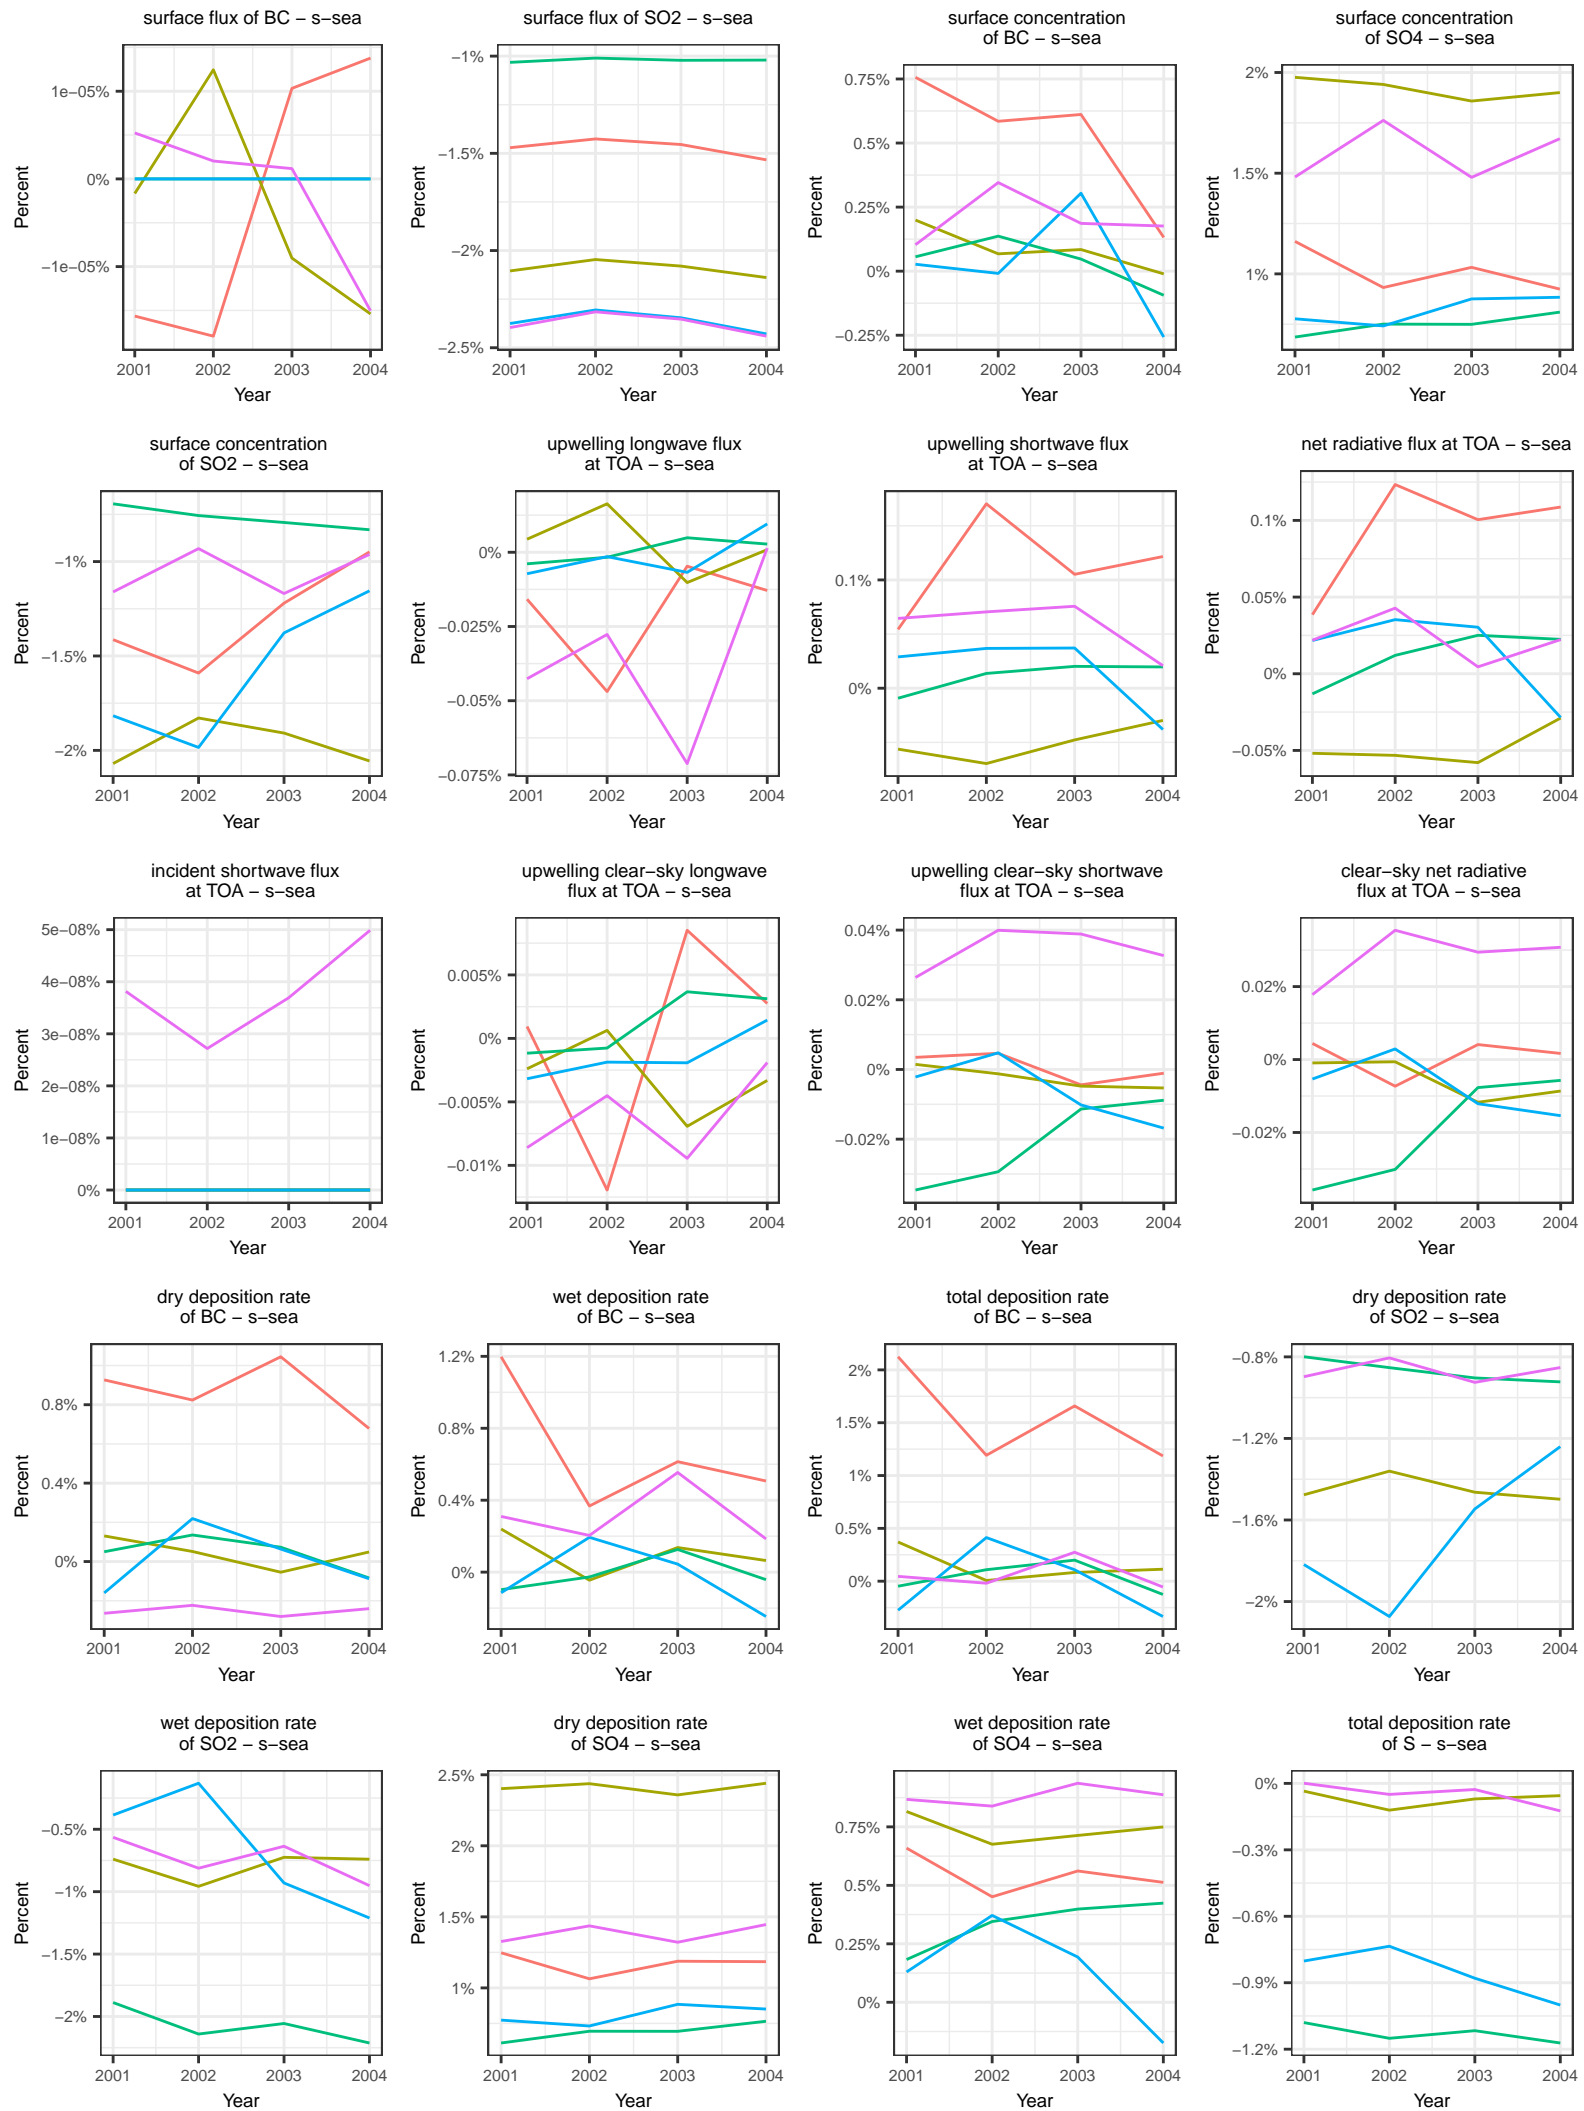 surface flux of BC − s−sea
Percent
1e−05%
0%
−1e−05%
2001 2002 2003 2004
Year
surface flux of SO2 − s−sea
Percent
−1%
−1.5%
−2%
−2.5%
2001 2002 2003 2004
Year
surface concentration
of BC − s−sea
Percent
0.75%
0.5%
0.25%
0%
−0.25%
2001 2002 2003 2004
Year
surface concentration
of SO4 − s−sea
Percent
2%
1.5%
1%
2001 2002 2003 2004
Year
surface concentration
of SO2 − s−sea
Percent
−1%
−1.5%
−2%
2001 2002 2003 2004
Year
upwelling longwave flux
at TOA − s−sea
Percent
0%
−0.025%
−0.05%
−0.075%
2001 2002 2003 2004
Year
upwelling shortwave flux
at TOA − s−sea
Percent
0.1%
0%
2001 2002 2003 2004
Year
net radiative flux at TOA − s−sea
Percent
0.1%
0.05%
0%
−0.05%
2001 2002 2003 2004
Year
incident shortwave flux
at TOA − s−sea
Percent
5e−08%
4e−08%
3e−08%
2e−08%
1e−08%
0%
2001 2002 2003 2004
Year
upwelling clear−sky longwave
flux at TOA − s−sea
Percent
0.005%
0%
−0.005%
−0.01%
2001 2002 2003 2004
Year
upwelling clear−sky shortwave
flux at TOA − s−sea
Percent
0.04%
0.02%
0%
−0.02%
2001 2002 2003 2004
Year
clear−sky net radiative
flux at TOA − s−sea
Percent
0.02%
0%
−0.02%
2001 2002 2003 2004
Year
dry deposition rate
of BC − s−sea
Percent
0.8%
0.4%
0%
2001 2002 2003 2004
Year
wet deposition rate
of BC − s−sea
Percent
1.2%
0.8%
0.4%
0%
2001 2002 2003 2004
Year
total deposition rate
of BC − s−sea
Percent
2%
1.5%
1%
0.5%
0%
2001 2002 2003 2004
Year
dry deposition rate
of SO2 − s−sea
Percent
−0.8%
−1.2%
−1.6%
−2%
2001 2002 2003 2004
Year
wet deposition rate
of SO2 − s−sea
Percent
−0.5%
−1%
−1.5%
−2%
2001 2002 2003 2004
Year
dry deposition rate
of SO4 − s−sea
Percent
2.5%
2%
1.5%
1%
2001 2002 2003 2004
Year
wet deposition rate
of SO4 − s−sea
Percent
0.75%
0.5%
0.25%
0%
2001 2002 2003 2004
Year
total deposition rate
of S − s−sea
Percent
0%
−0.3%
−0.6%
−0.9%
−1.2%
2001 2002 2003 2004
Year